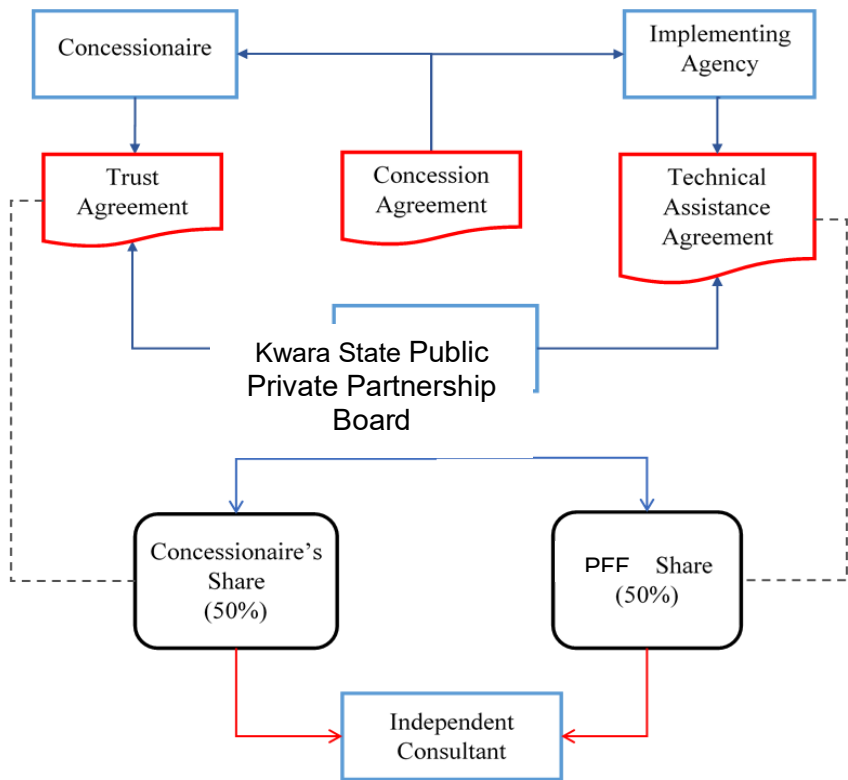 Concessionaire
Implementing
Agency
Trust
Agreement
Concession
Agreement
Technical
Assistance
Agreement
Kwara State Public
Private Partnership
Board
Concessionaire’s
Share
(50%)
Share
(50%)
Independent
Consultant